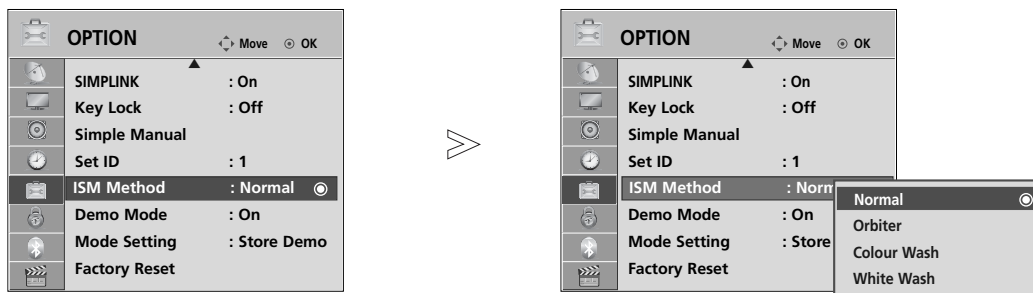 OPTION Move OK
SIMPLINK : On
Key Lock : Off
Simple Manual
Set ID : 1
ISM Method : Normal
Demo Mode : On
Mode Setting : Store Demo
Factory Reset
OPTION Move OK
SIMPLINK : On
Key Lock : Off
Simple Manual
Set ID : 1
ISM Method : Norm
Demo Mode : On
Mode Setting : Store
Factory Reset
Normal
Orbiter
Colour Wash
White Wash